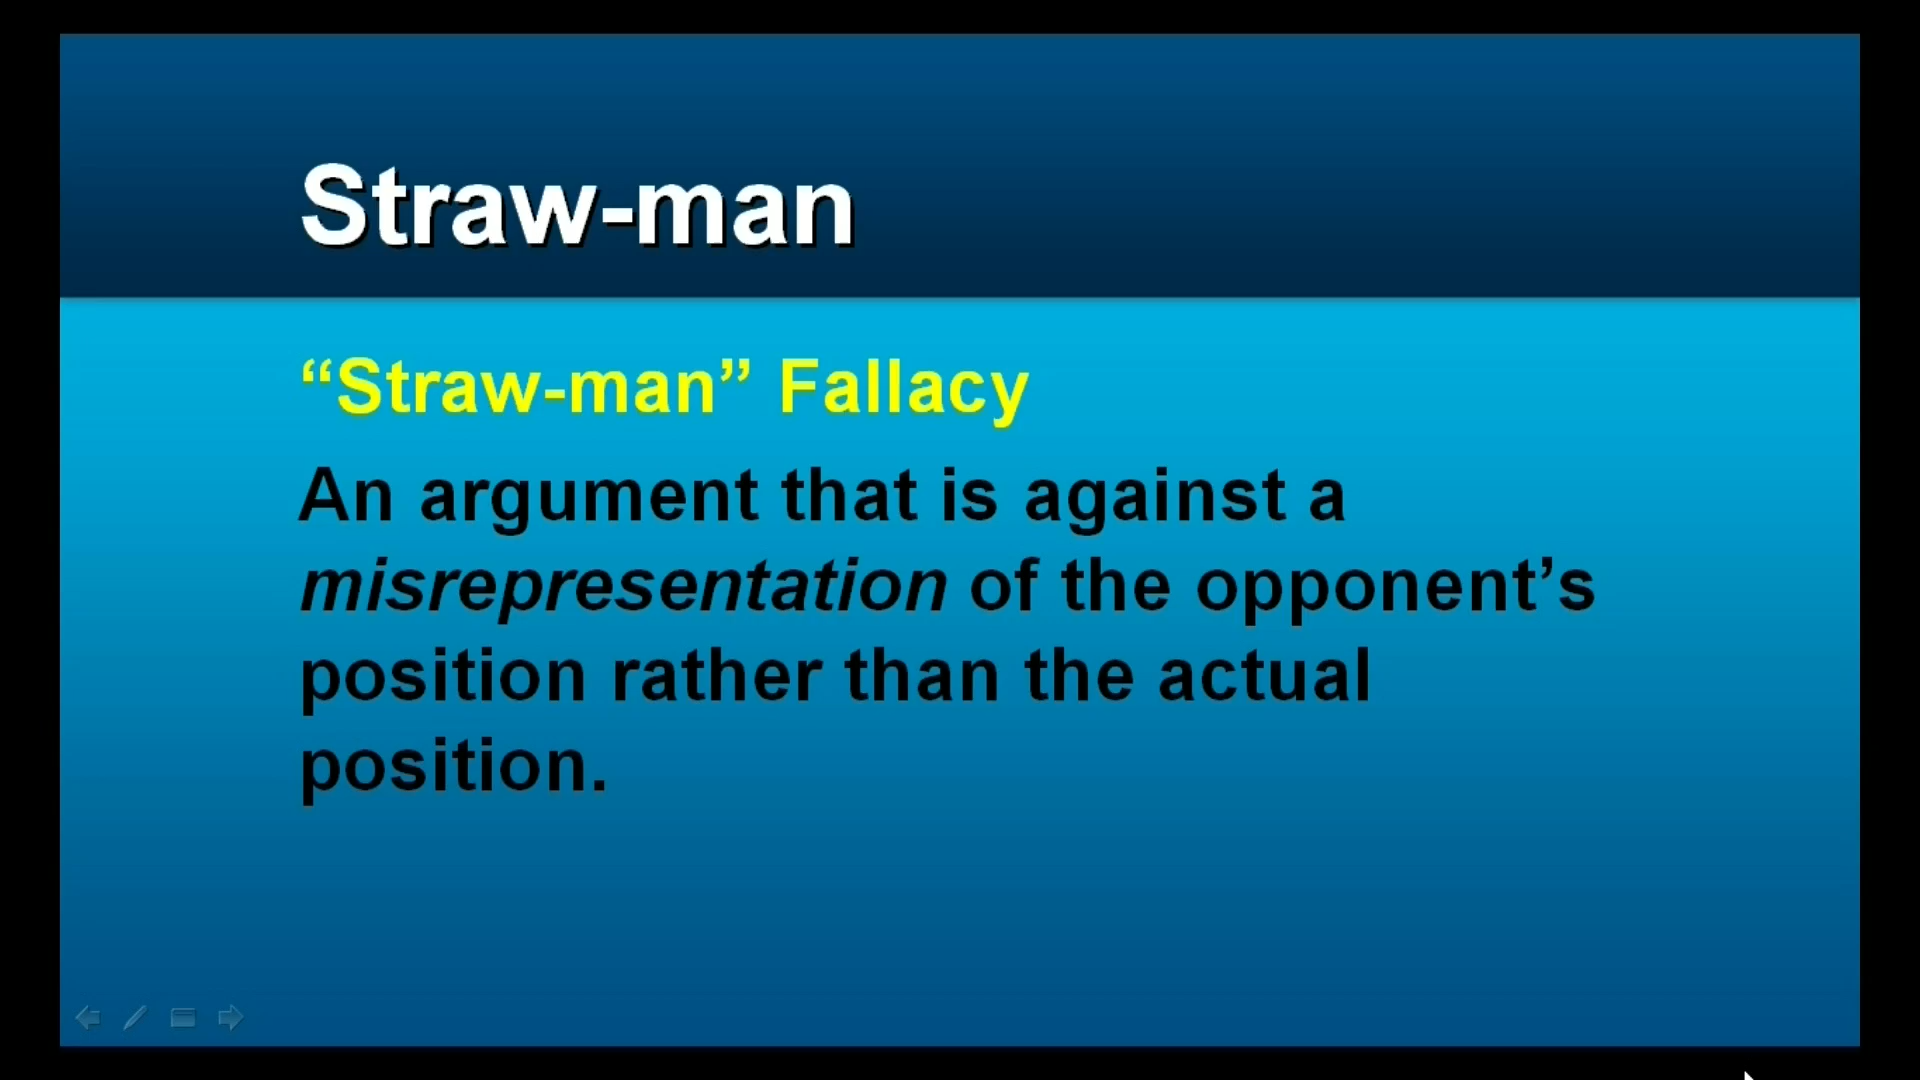 Straw-man
“Straw-man” Fallacy
An argument that is against a
misrepresentation of the opponent’s
position rather than the actual
position.